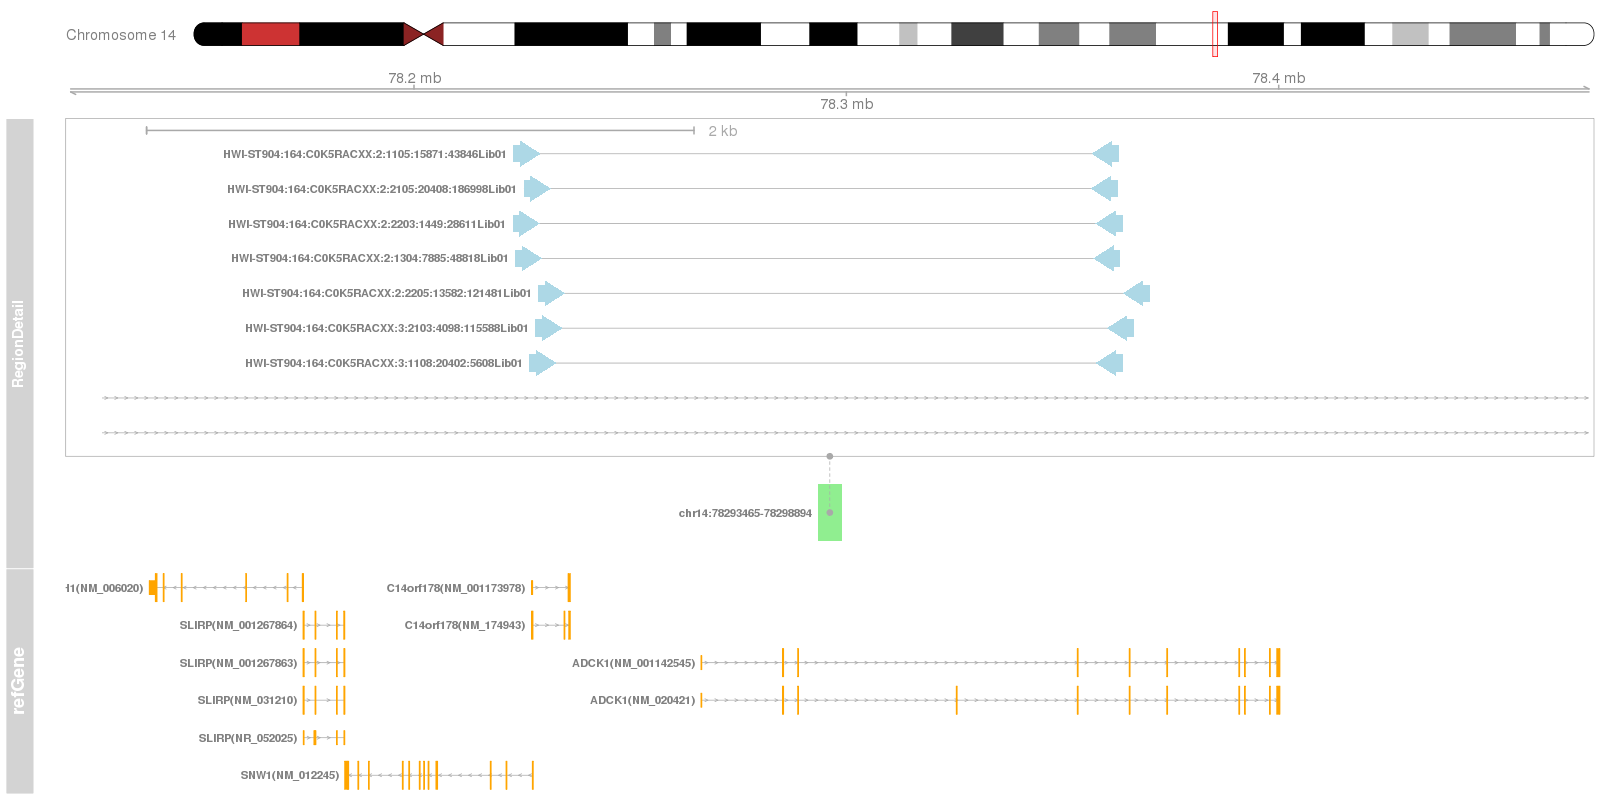 Chromosome 14
78.2 mb
78.4 mb
78.3 mb
2 kb
HWI-ST904:164:C0K5RACXX:2:1105:15871:43846Lib01
HWI-ST904:164:C0K5RACXX:2:2105:20408:186998Lib01
HWI-ST904:164:C0K5RACXX:2:2203:1449:28611Lib01
HWI-ST904:164:C0K5RACXX:2:1304:7885:48818Lib01
HWI-ST904:164:C0K5RACXX:2:2205:13582:121481Lib01
HWI-ST904:164:C0K5RACXX:3:2103:4098:115588Lib01
HWI-ST904:164:C0K5RACXX:3:1108:20402:5608Lib01
RegionDetail
chr14:78293465-78298894
H1(NM_006020)
C14orf178(NM_001173978)
SLIRP(NM_001267864)
C14orf178(NM_174943)
SLIRP(NM_001267863)
ADCK1(NM_001142545)
SLIRP(NM_031210)
ADCK1(NM_020421)
SLIRP(NR_052025)
SNW1(NM_012245)
refGene